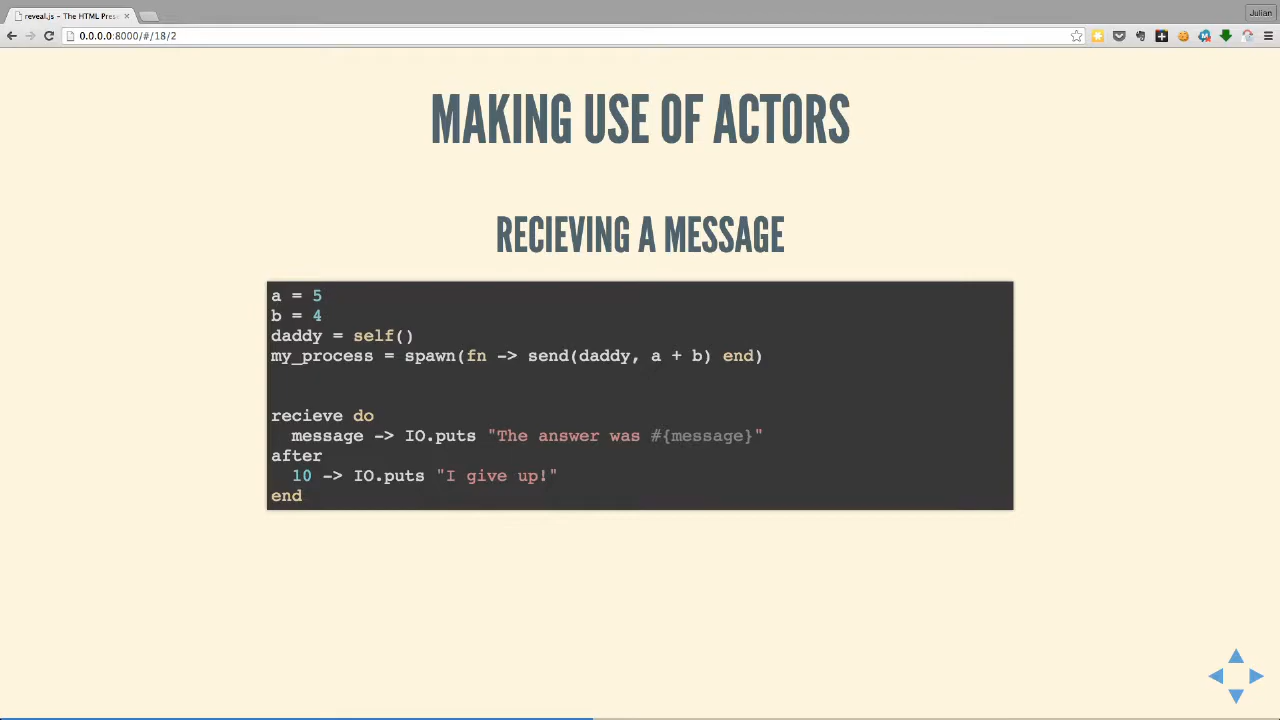 reveal.js – The HTML Prese
Julian
0.0.0.0:8000/#/18/2
MAKING USE OF ACTORS
RECIEVING A MESSAGE
a = 5
b = 4
daddy = self()
my_process = spawn(fn -> send(daddy, a + b) end)
recieve do
  message -> IO.puts "The answer was #{message}"
after
  10 -> IO.puts "I give up!"
end